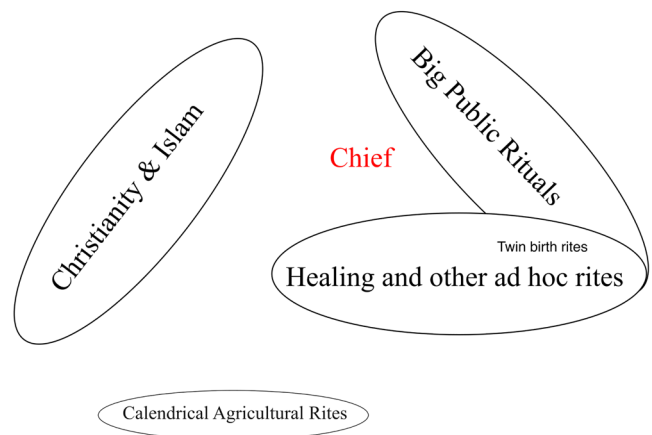 Big Public Rituals
Christianity & Islam
Chief
Twin birth rites
Healing and other ad hoc rites
Calendrical Agricultural Rites